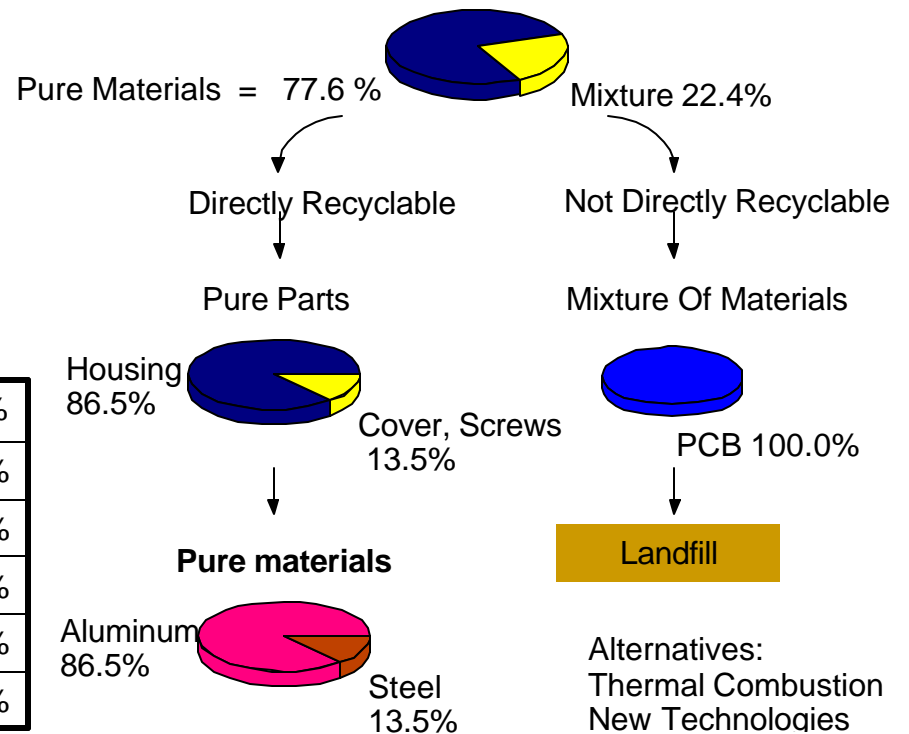 Pure Materials = 77.6 %
Mixture 22.4%
Directly Recyclable
Not Directly Recyclable
Pure Parts
Mixture Of Materials
Housing
86.5%
Cover, Screws
13.5%
PCB 100.0%
%
%
%
%
%
%
Pure materials
Landfill
Aluminum
86.5%
Steel
13.5%
Alternatives:
Thermal Combustion
New Technologies